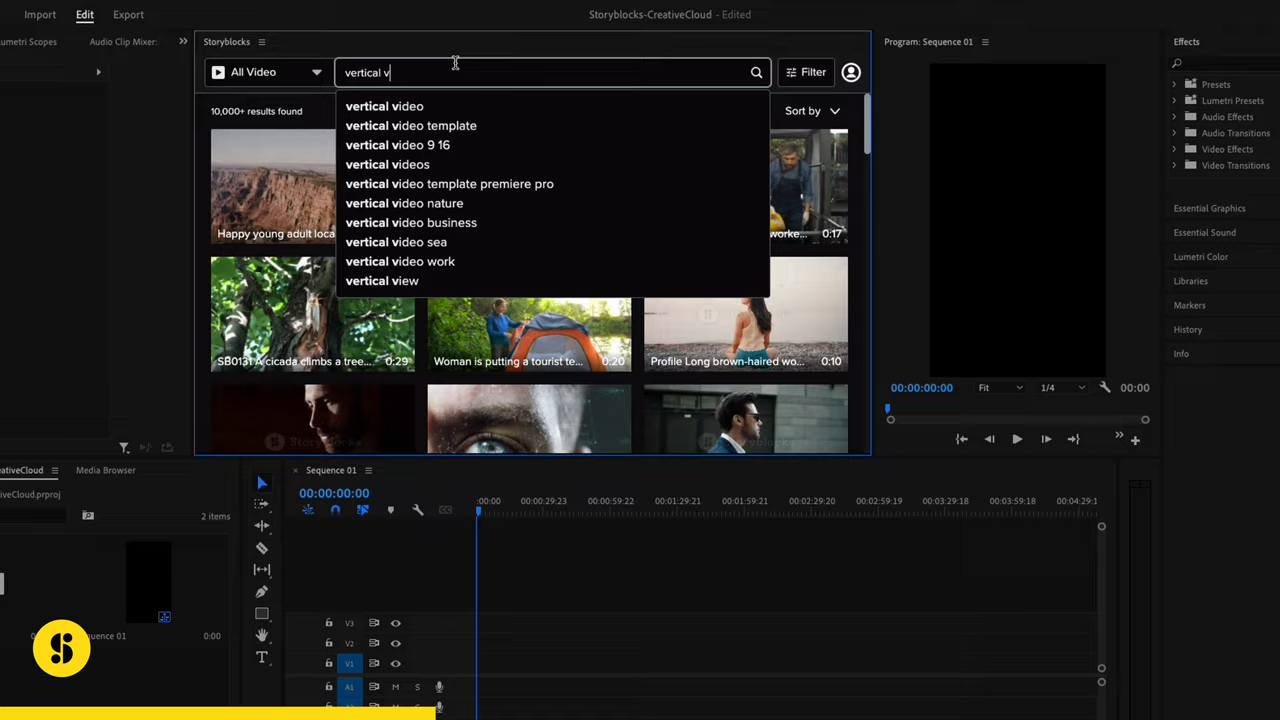 Import
Edit
Export
Storyblocks-CreativeCloud - Edited
Lumetri Scopes
Audio Clip Mixer:
Storyblocks
All Video
vertical v
Filter
10,000+ results found
Sort by
vertical video
vertical video template
vertical video 9 16
vertical videos
vertical video template premiere pro
vertical video nature
vertical video business
vertical video sea
vertical video work
vertical view
Happy young adult loca
worke...
0:17
SB0131 A cicada climbs a tree...
0:29
Woman is putting a tourist te...
0:20
Profile Long brown-haired wo...
0:10
Storyblocks
Program: Sequence 01
00:00:00:00
Fit
1/4
00:00
Effects
Presets
Lumetri Presets
Audio Effects
Audio Transitions
Video Effects
Video Transitions
Essential Graphics
Essential Sound
Lumetri Color
Libraries
Markers
History
Info
eativeCloud
Media Browser
iveCloud.prproj
2 items
equence 01
0:00
Sequence 01
00:00:00:00
:00:00
00:00:29:23
00:00:59:22
00:01:29:21
00:01:59:21
00:02:29:20
00:02:59:19
00:03:29:18
00:03:59:18
00:04:29:1
V3
V2
V1
A1
M
S
M
S